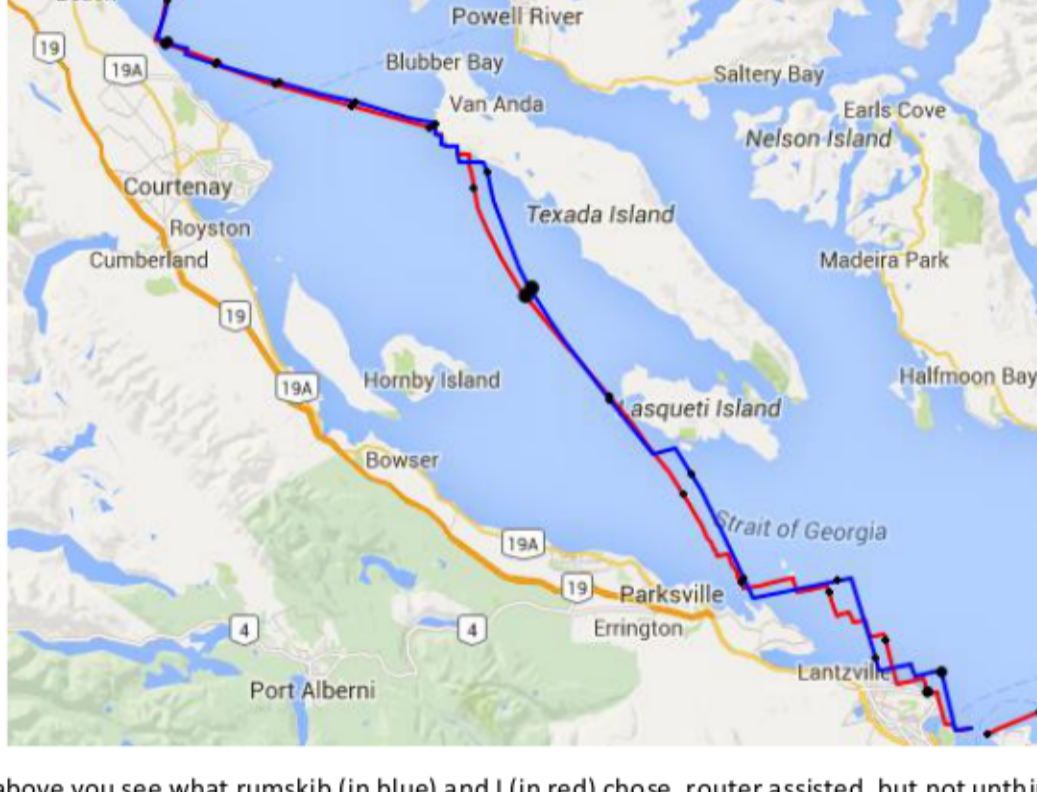 Powell River
19
Blubber Bay
Saltery Bay
19A
Van Anda
Earls Cove
Nelson Island
Courtenay
Texada Island
Royston
Cumberland
Madeira Park
19
Hornby Island
Halfmoon Bay
19A
Lasqueti Island
Bowser
Strait of Georgia
19A
19
Parksville
4
4
Errington
Lantzville
Port Alberni
above you see what rumskib (in blue) and I (in red) chose, router assisted, but not